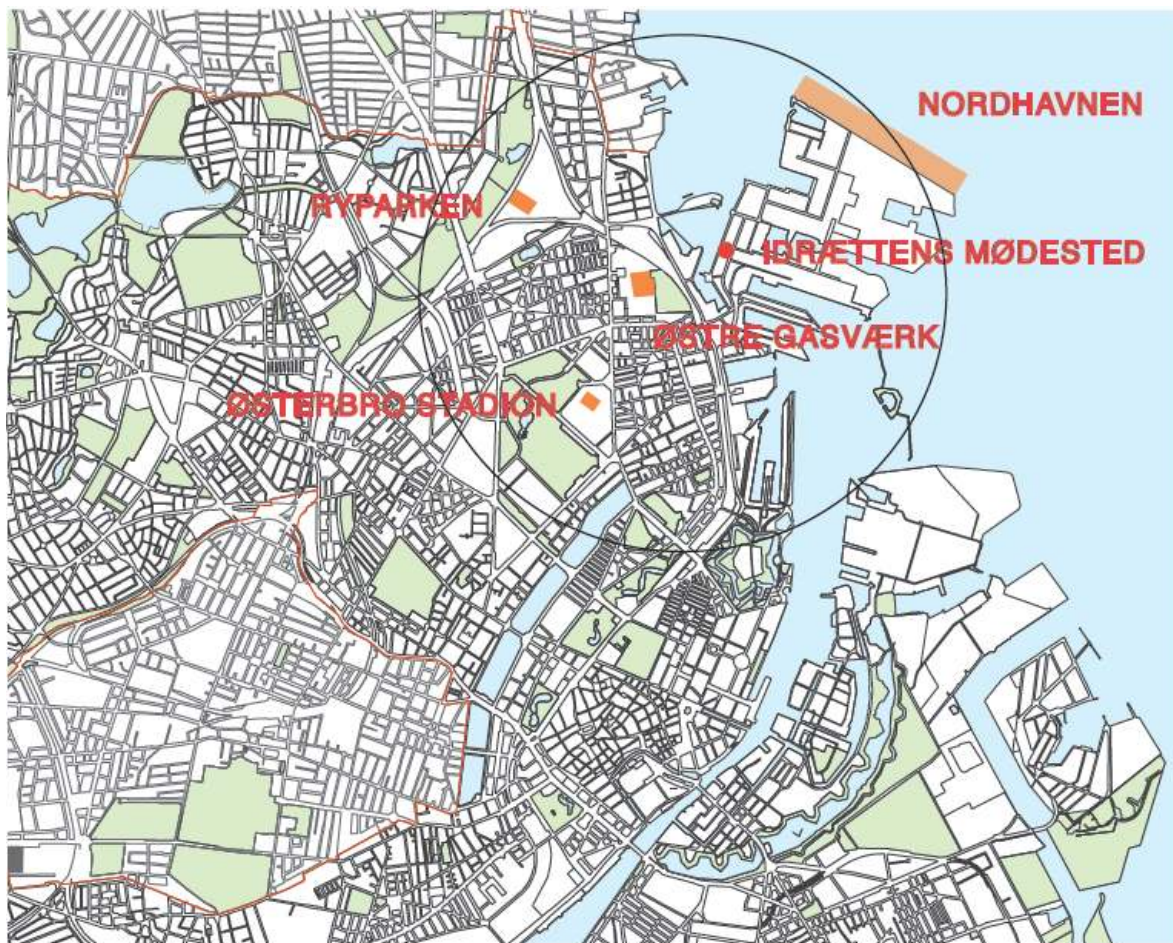 NORDHAVNEN
RYPARKEN
IDRÆTTENS MØDESTED
ØSTRE GASVÆRK
ØSTERBRO STADION